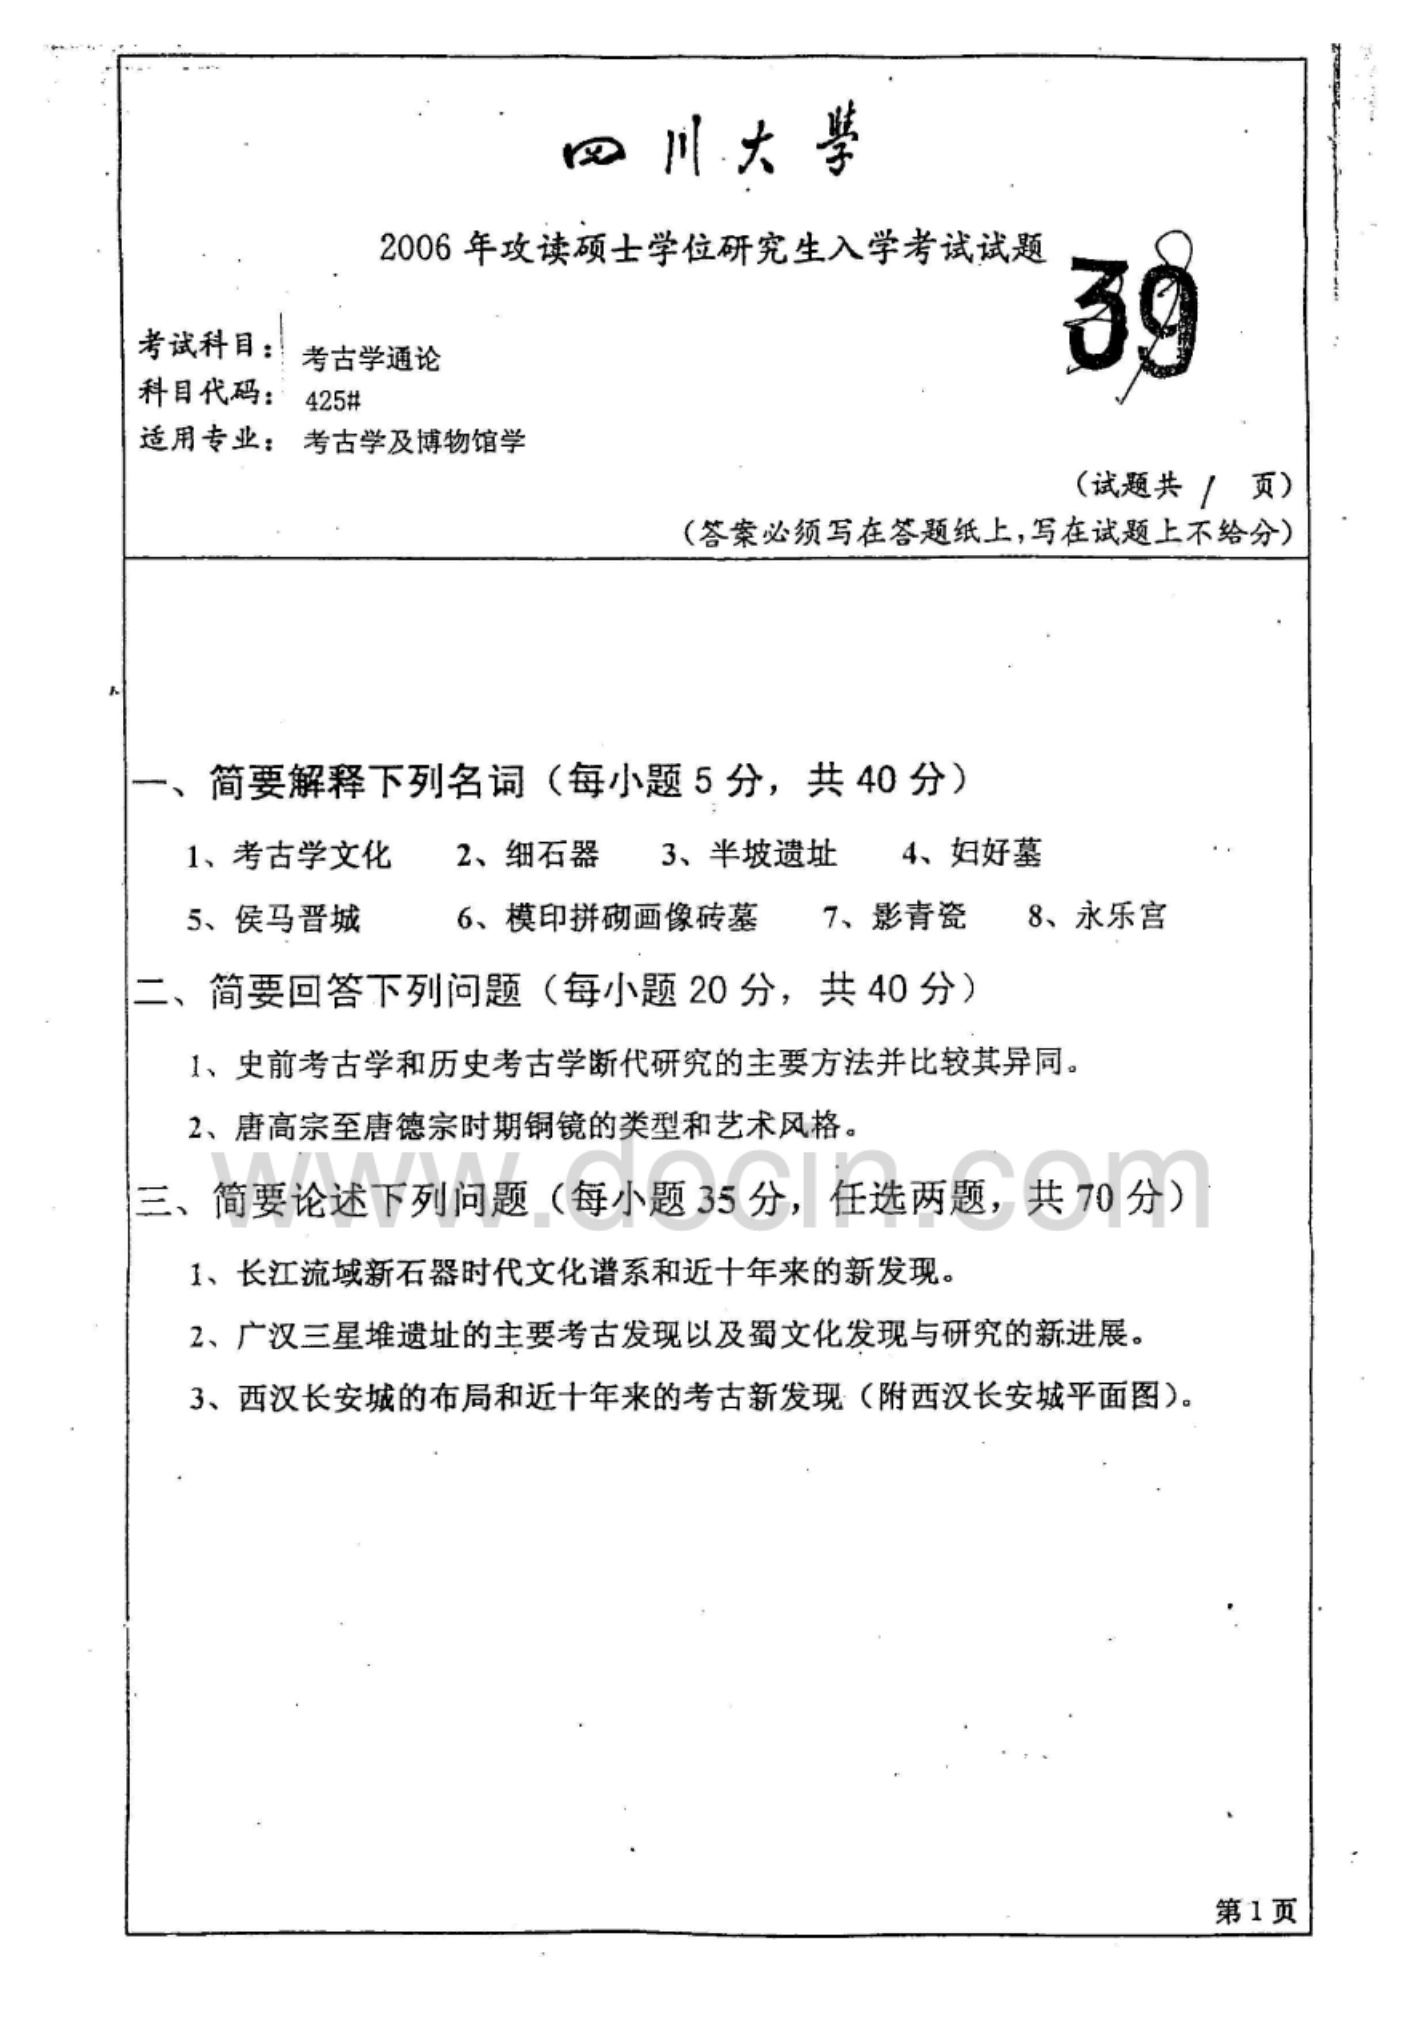 四川大學
2006 年攻读硕士学位研究生入学考试试题
39
考试科目： 考古学通论
科目代码： 425#
适用专业： 考古学及博物馆学
（试题共 1 页）
（答案必须写在答题纸上，写在试题上不给分）
一、简要解释下列名词（每小题 5 分，共 40 分）
1、考古学文化 2、细石器 3、半坡遗址 4、妇好墓
5、侯马晋城 6、模印拼砌画像砖墓 7、影青瓷 8、永乐宫
二、简要回答下列问题（每小题 20 分，共 40 分）
1、史前考古学和历史考古学断代研究的主要方法并比较其异同。
2、唐高宗至唐德宗时期铜镜的类型和艺术风格。
www.docin.com
三、简要论述下列问题（每小题 35 分，任选两题，共 70 分）
1、长江流域新石器时代文化谱系和近十年来的新发现。
2、广汉三星堆遗址的主要考古发现以及蜀文化发现与研究的新进展。
3、西汉长安城的布局和近十年来的考古新发现（附西汉长安城平面图）。
第 1 页